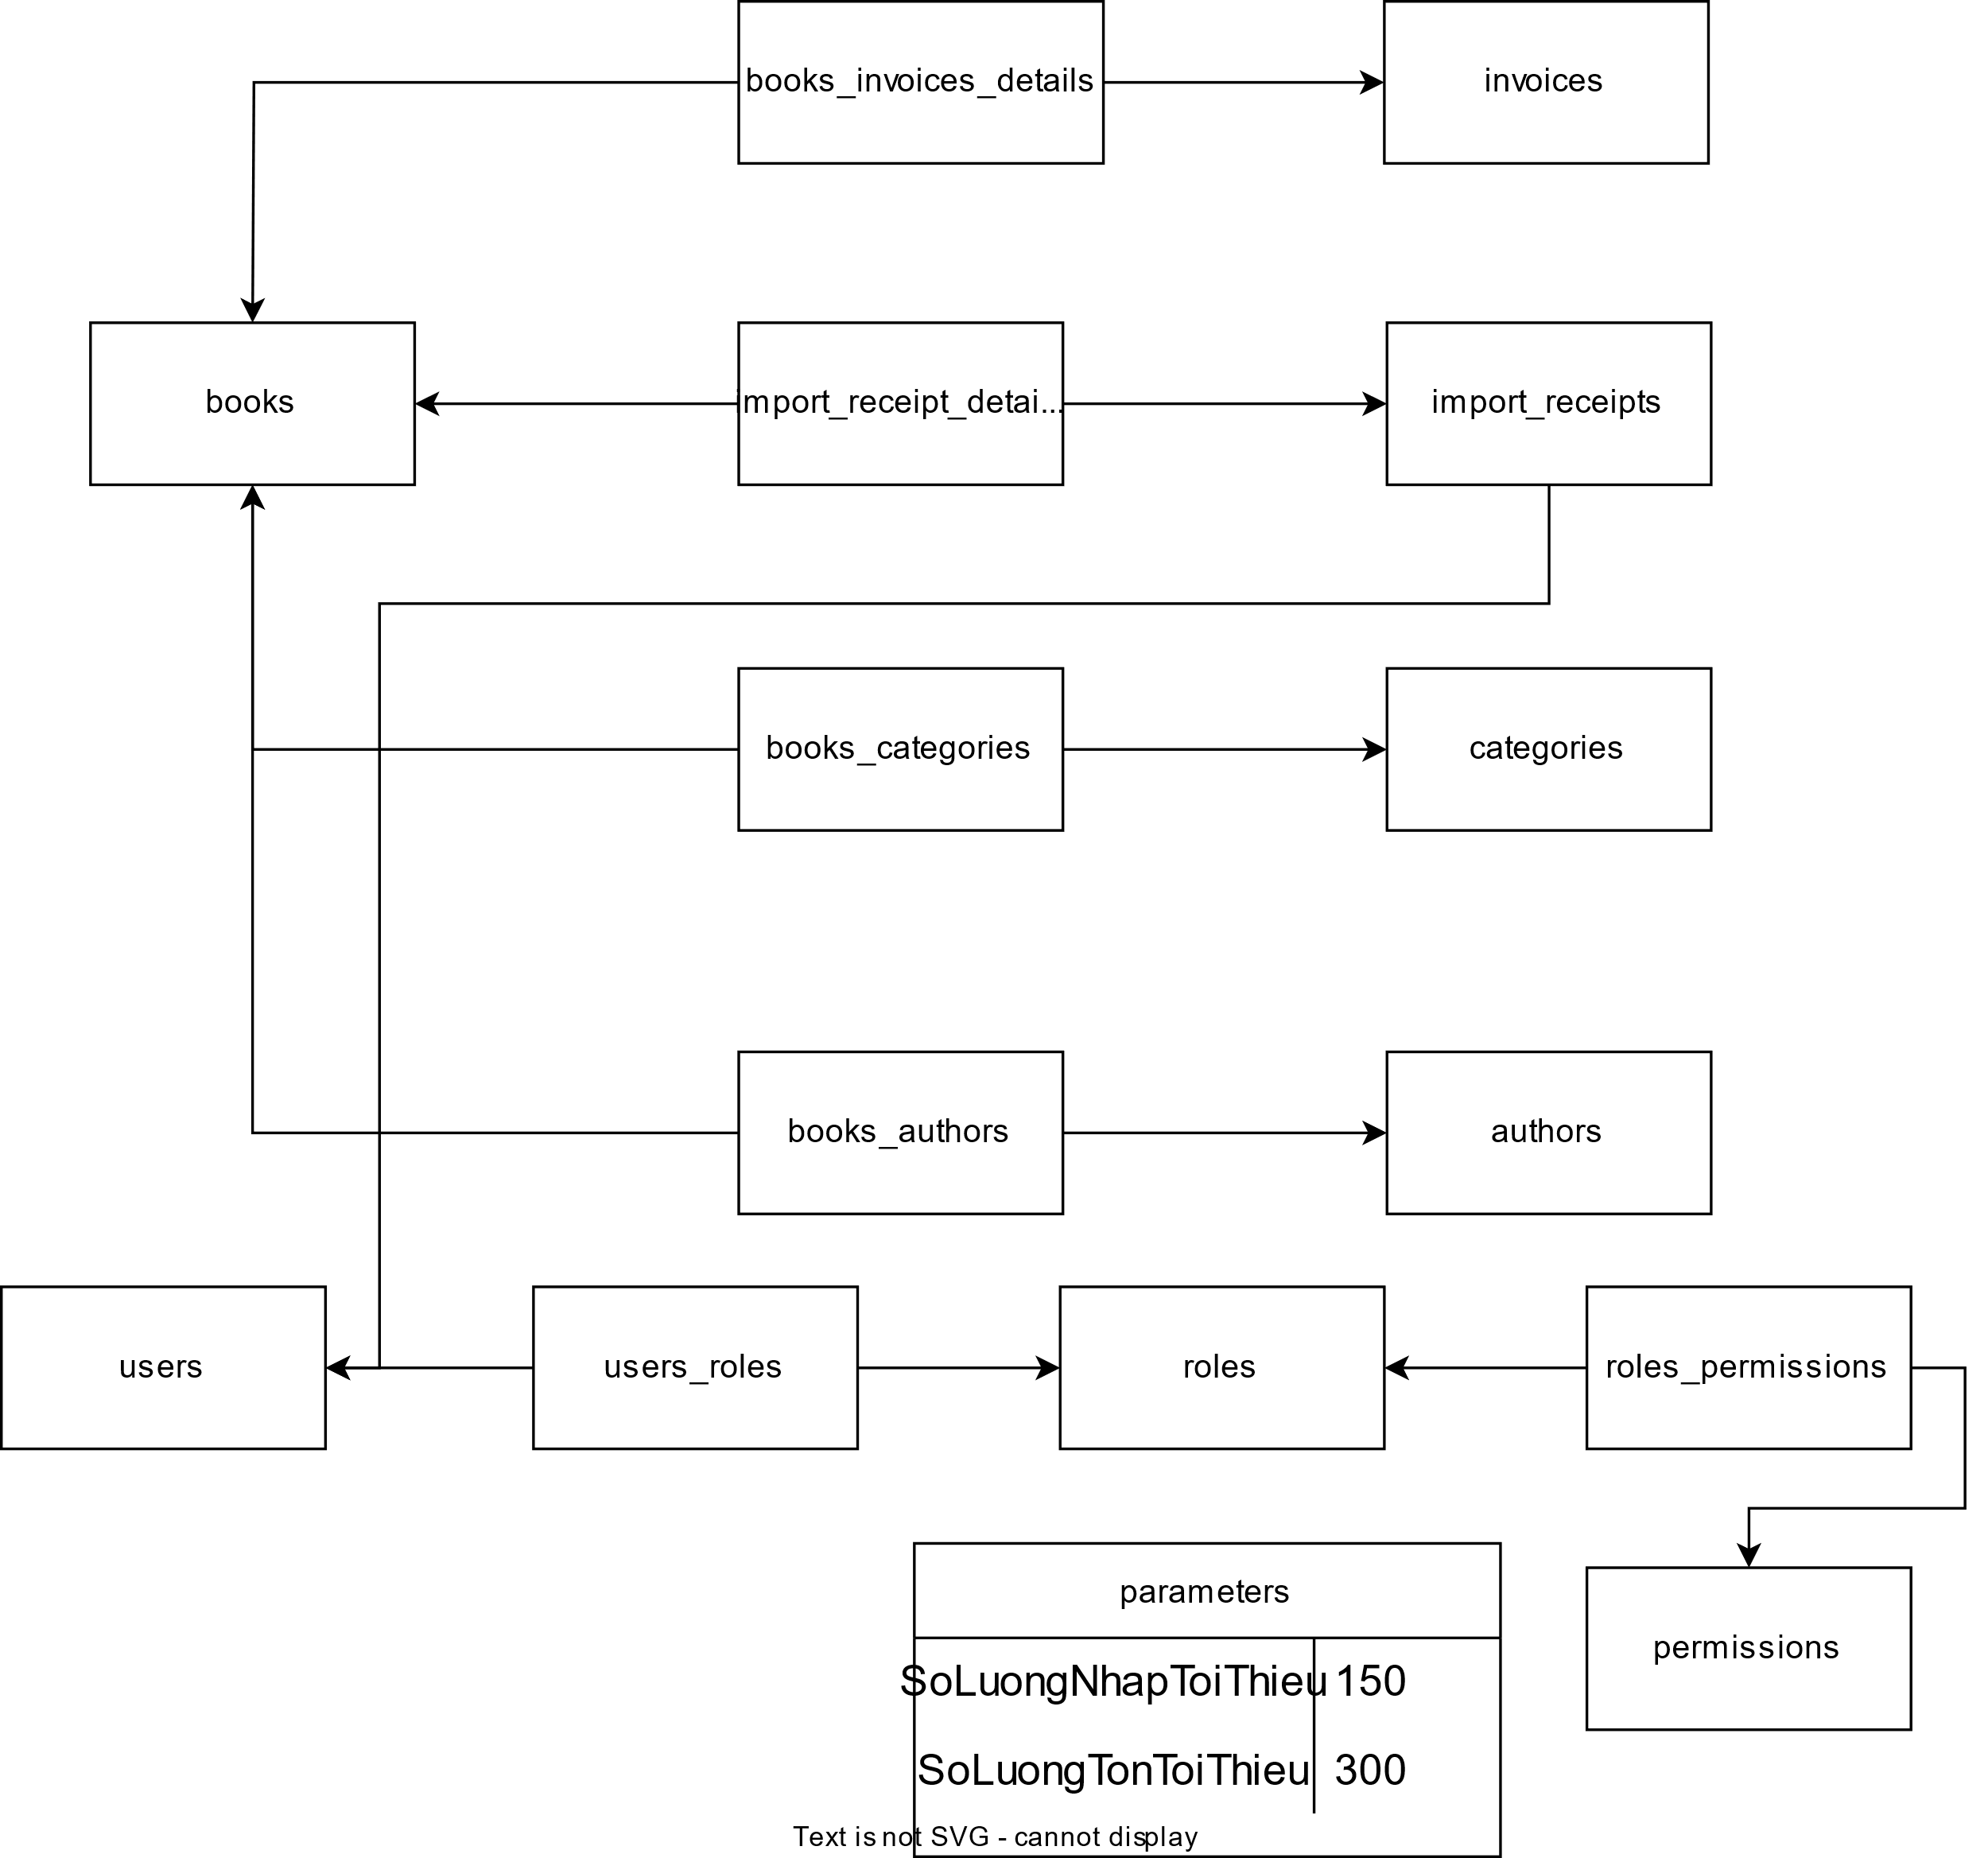 books_invoices_details
invoices
books
import_receipt_detai...
import_receipts
books_categories
categories
books_authors
authors
users
users_roles
roles
roles_permissions
permissions
parameters
SoLuongNhapToiThieu 150
SoLuongTonToiThieu 300
Text is not SVG - cannot display